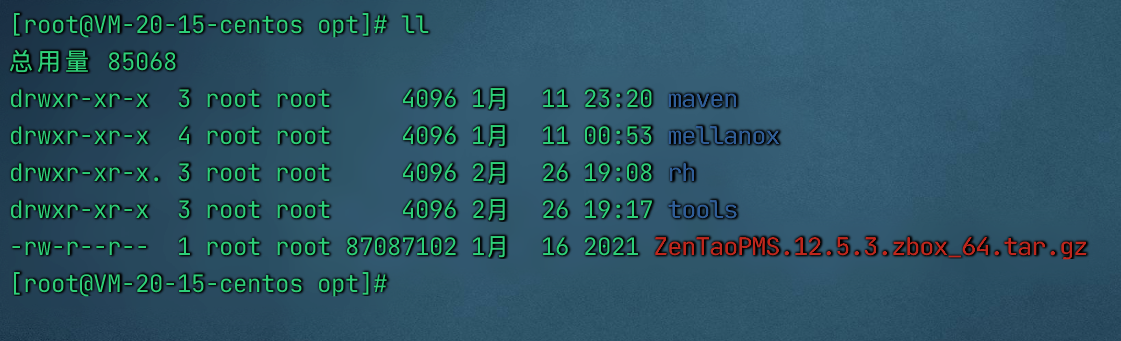 [root@VM-20-15-centos opt]# ll
总用量 85068
drwxr-xr-x  3 root root     4096 1月  11 23:20 maven
drwxr-xr-x  4 root root     4096 1月  11 00:53 mellanox
drwxr-xr-x. 3 root root     4096 2月  26 19:08 rh
drwxr-xr-x  3 root root     4096 2月  26 19:17 tools
-rw-r--r--  1 root root 87087102 1月  16 2021 ZenTaoPMS.12.5.3.zbox_64.tar.gz
[root@VM-20-15-centos opt]#